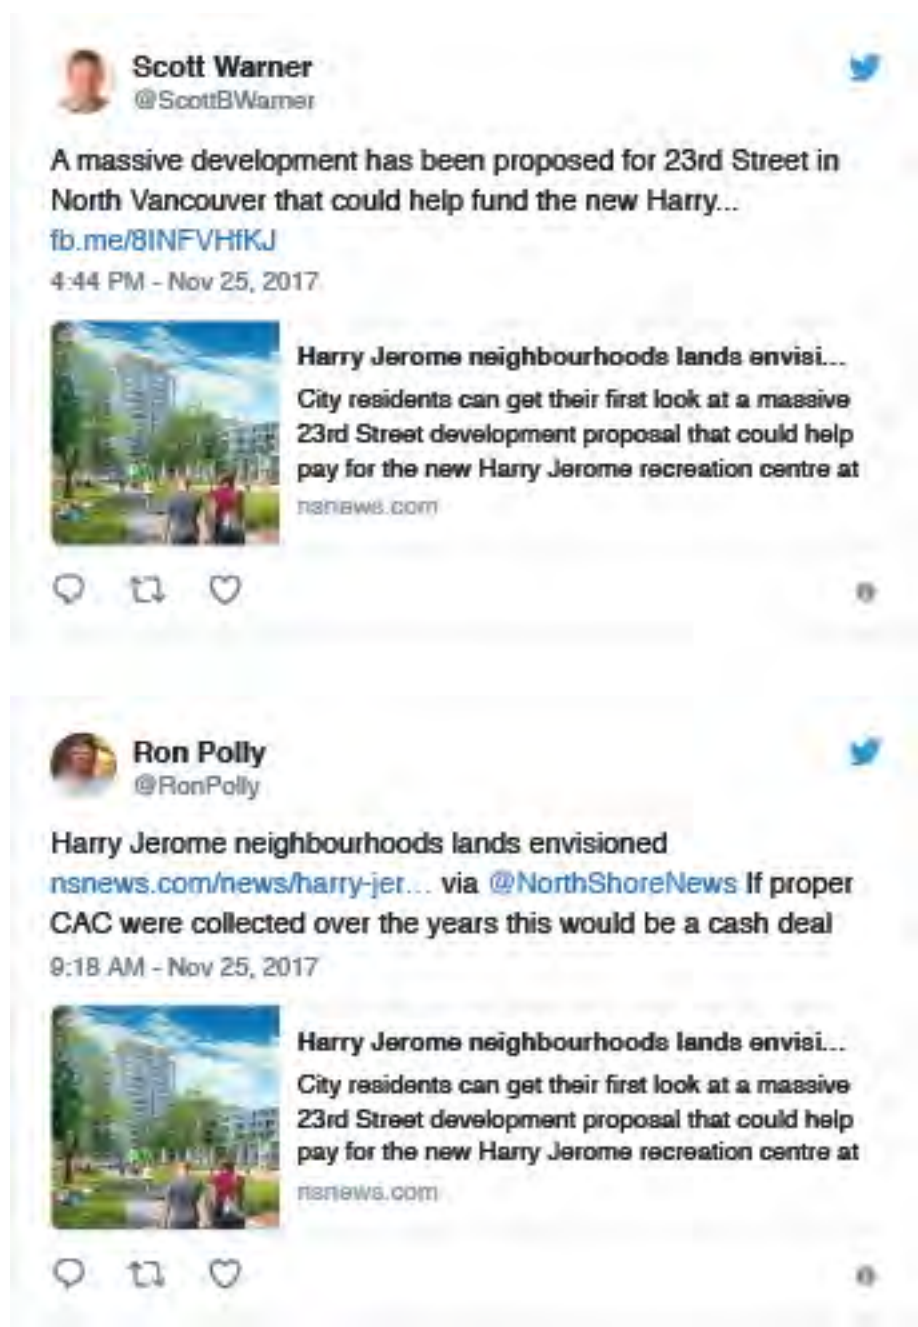 Scott Warner
@ScottBWarner
A massive development has been proposed for 23rd Street in
North Vancouver that could help fund the new Harry...
fb.me/8INFVHfKJ
4:44 PM - Nov 25, 2017
Harry Jerome neighbourhoods lands envisi...
City residents can get their first look at a massive
23rd Street development proposal that could help
pay for the new Harry Jerome recreation centre at
nsnews.com
Ron Polly
@RonPolly
Harry Jerome neighbourhoods lands envisioned
nsnews.com/news/harry-jer... via @NorthShoreNews If proper
CAC were collected over the years this would be a cash deal
9:18 AM - Nov 25, 2017
Harry Jerome neighbourhoods lands envisi...
City residents can get their first look at a massive
23rd Street development proposal that could help
pay for the new Harry Jerome recreation centre at
nsnews.com